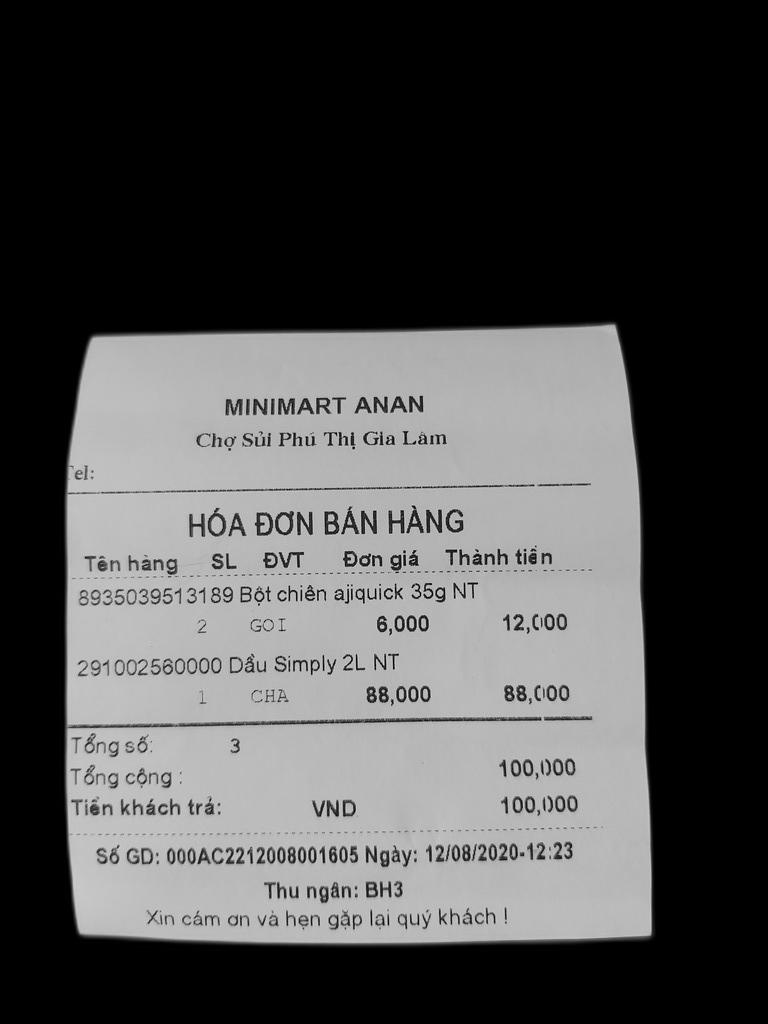 MINIMART ANAN
Chợ Sủi Phú Thị Gia Lâm
Tel:
HÓA ĐƠN BÁN HÀNG
Tên hàng SL ĐVT Đơn giá Thành tiền
8935039513189 Bột chiên ajiquick 35g NT
2 GOI 6,000 12,000
291002560000 Dầu Simply 2L NT
1 CHA 88,000 88,000
Tổng số: 3
Tổng cộng : 100,000
Tiền khách trả: VND 100,000
Số GD: 000AC2212008001605 Ngày: 12/08/2020-12:23
Thu ngân: BH3
Xin cám ơn và hẹn gặp lại quý khách !